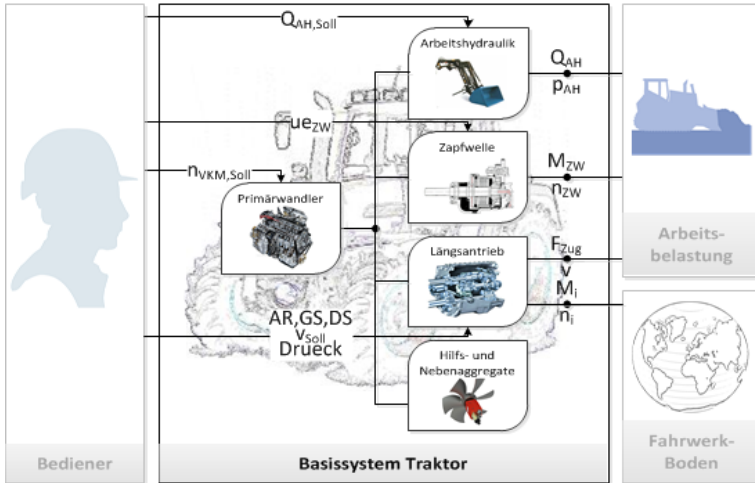 Q_AH,Soll
Arbeitshydraulik
Q_AH
p_AH
ue_ZW
Zapfwelle
M_ZW
n_ZW
n_VKM,Soll
Primärwandler
Arbeits-
belastung
Längsantrieb
F_Zug
v
M_i
n_i
AR,GS,DS
v_Soll
Drueck
Hilfs- und
Nebenaggregate
Bediener
Basissystem Traktor
Fahrwerk-
Boden